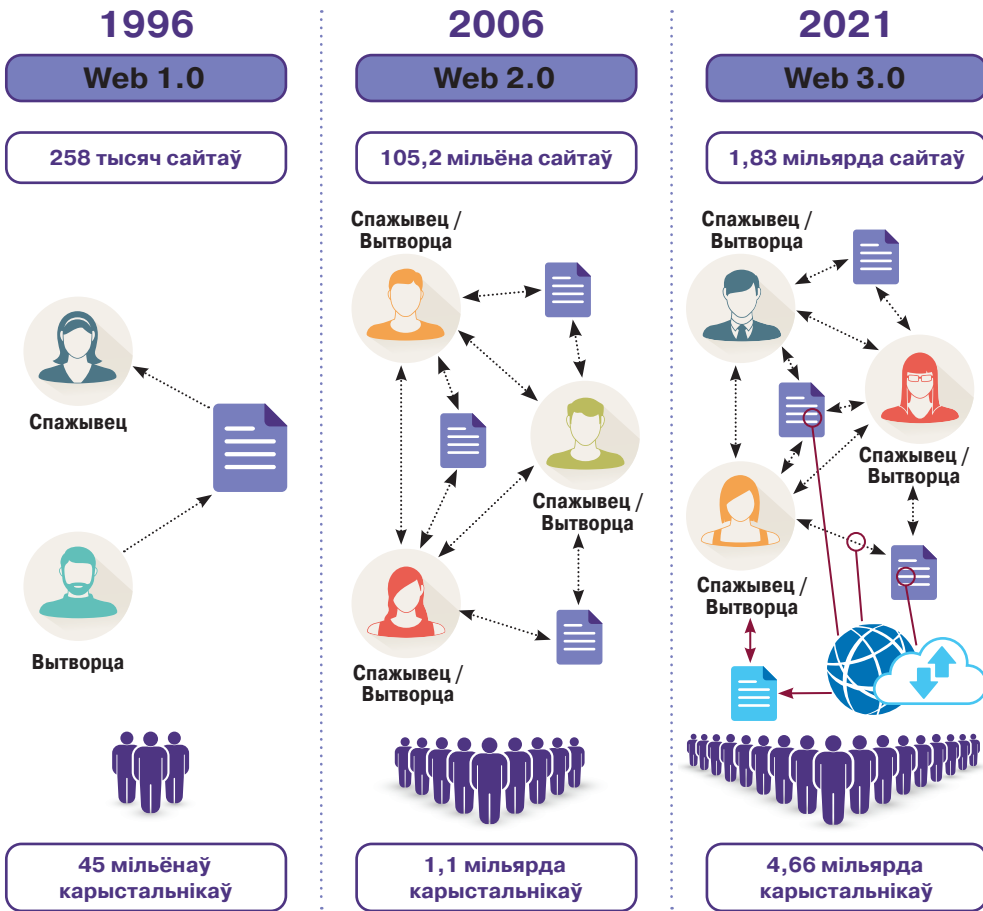 1996
Web 1.0
258 тысяч сайтаў
Спажывец
Вытворца
45 мільёнаў
карыстальнікаў
2006
Web 2.0
105,2 мільёна сайтаў
Спажывец /
Вытворца
Спажывец /
Вытворца
Спажывец /
Вытворца
1,1 мільярда
карыстальнікаў
2021
Web 3.0
1,83 мільярда сайтаў
Спажывец /
Вытворца
Спажывец /
Вытворца
Спажывец /
Вытворца
4,66 мільярда
карыстальнікаў